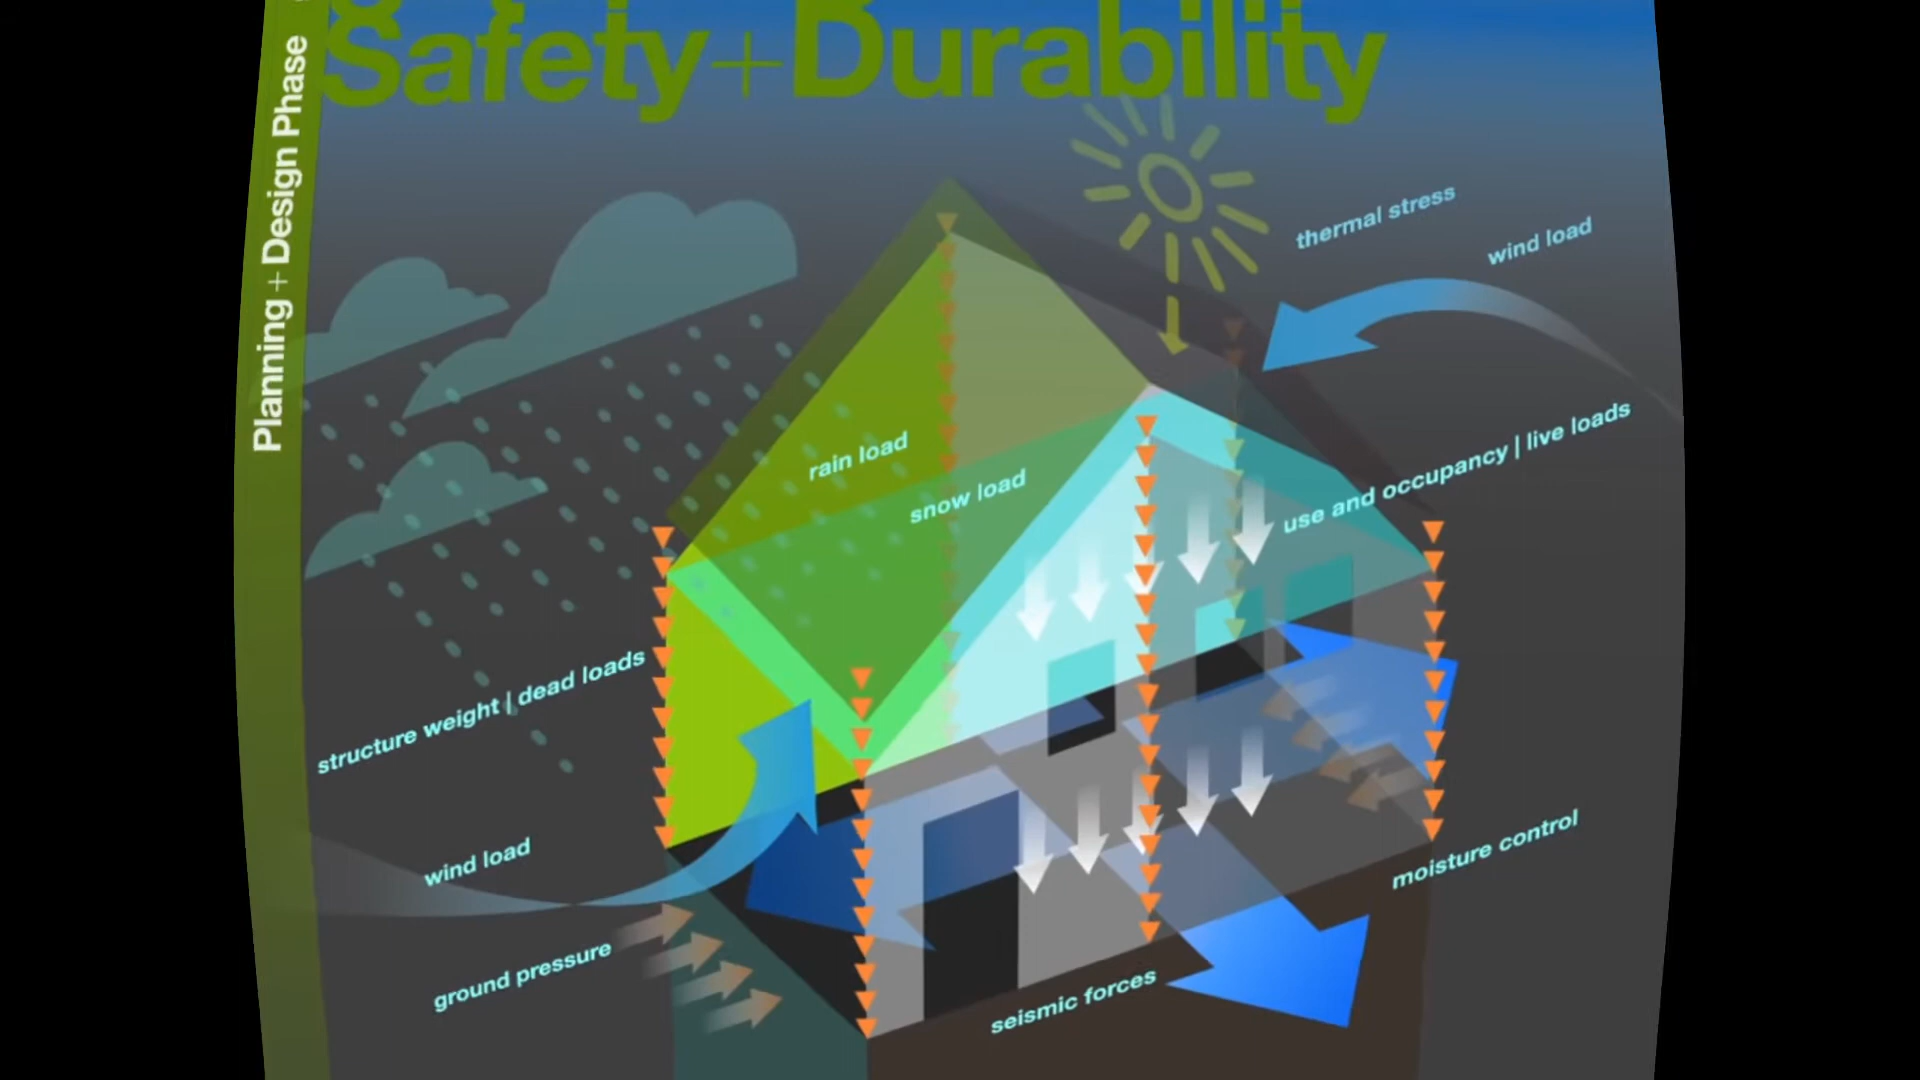 Safety+Durability
Planning + Design Phase
thermal stress
wind load
rain load
snow load
use and occupancy | live loads
structure weight | dead loads
wind load
moisture control
ground pressure
seismic forces